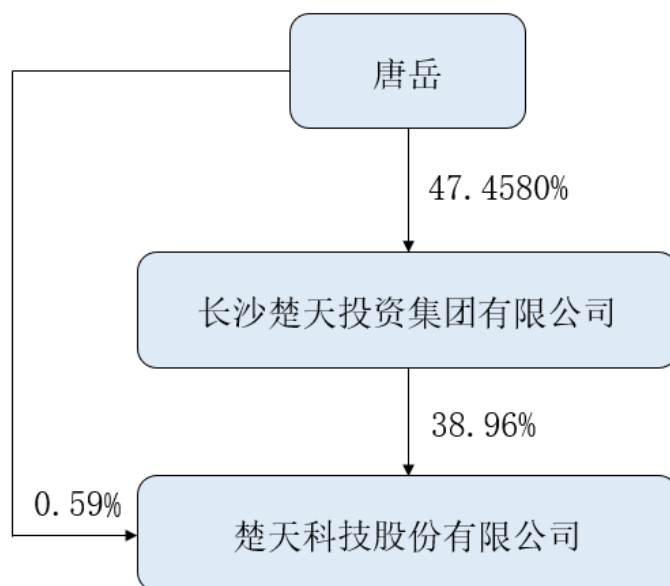 唐岳
47.4580%
长沙楚天投资集团有限公司
38.96%
0.59%
楚天科技股份有限公司